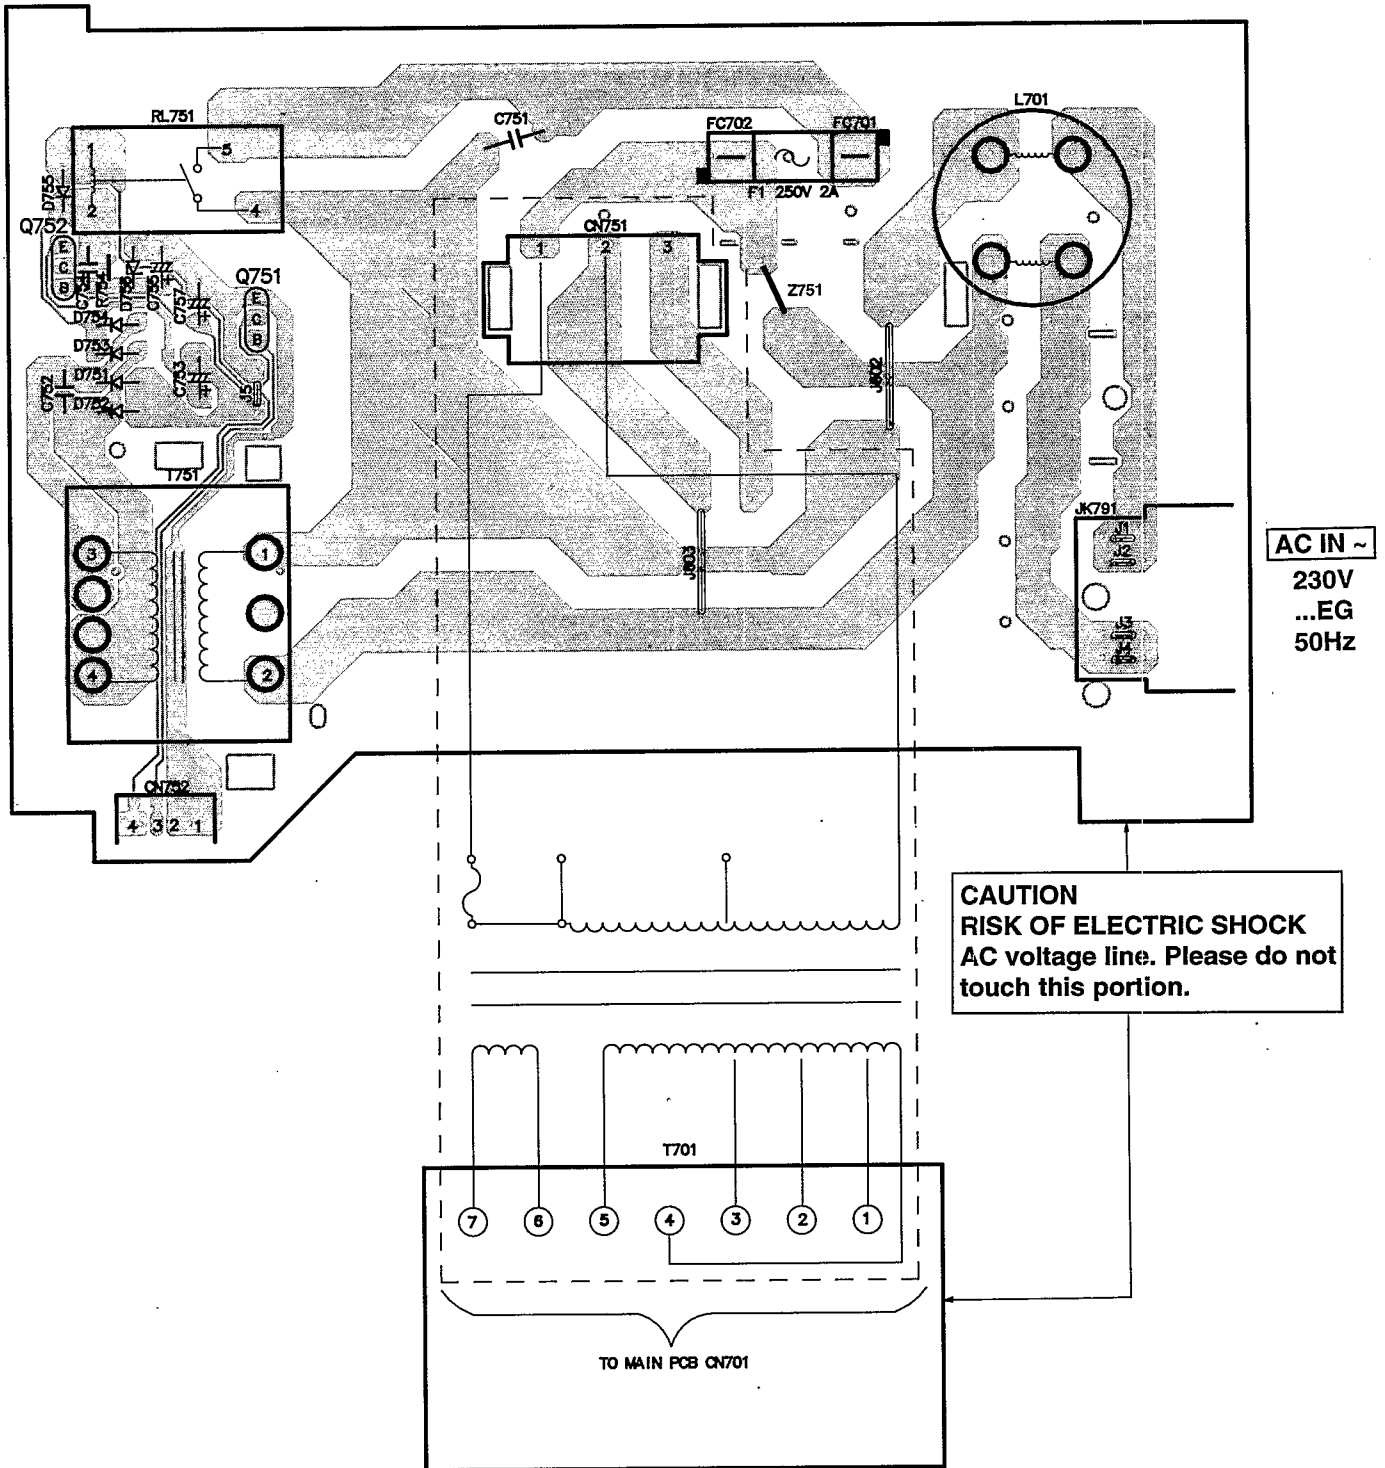 L701
RL751
C751
FC702
FC701
1
5
D755
2
4
F1 250V 2A
Q752
CN751
E
C
B
1
2
3
Q751
Z751
E
C
B
C757
D754
D753
D751
C753
C752
D752
J5
J802
T751
JK791
J1
J2
AC IN ~
230V
...EG
50Hz
3
1
J803
J3
J4
4
2
CN752
4 3 2 1
CAUTION
RISK OF ELECTRIC SHOCK
AC voltage line. Please do not
touch this portion.
T701
7 6 5 4 3 2 1
TO MAIN PCB CN701